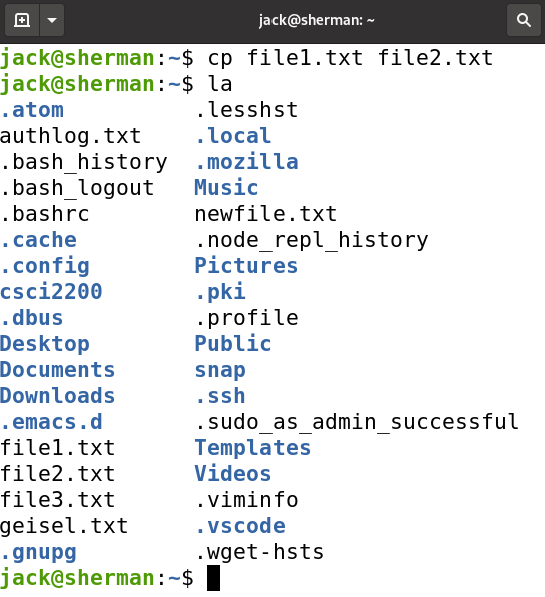 jack@sherman: ~
jack@sherman:~$ cp file1.txt file2.txt
jack@sherman:~$ la
.atom .lesshst
authlog.txt .local
.bash_history .mozilla
.bash_logout Music
.bashrc newfile.txt
.cache .node_repl_history
.config Pictures
csci2200 .pki
.dbus .profile
Desktop Public
Documents snap
Downloads .ssh
.emacs.d .sudo_as_admin_successful
file1.txt Templates
file2.txt Videos
file3.txt .viminfo
geisel.txt .vscode
.gnupg .wget-hsts
jack@sherman:~$